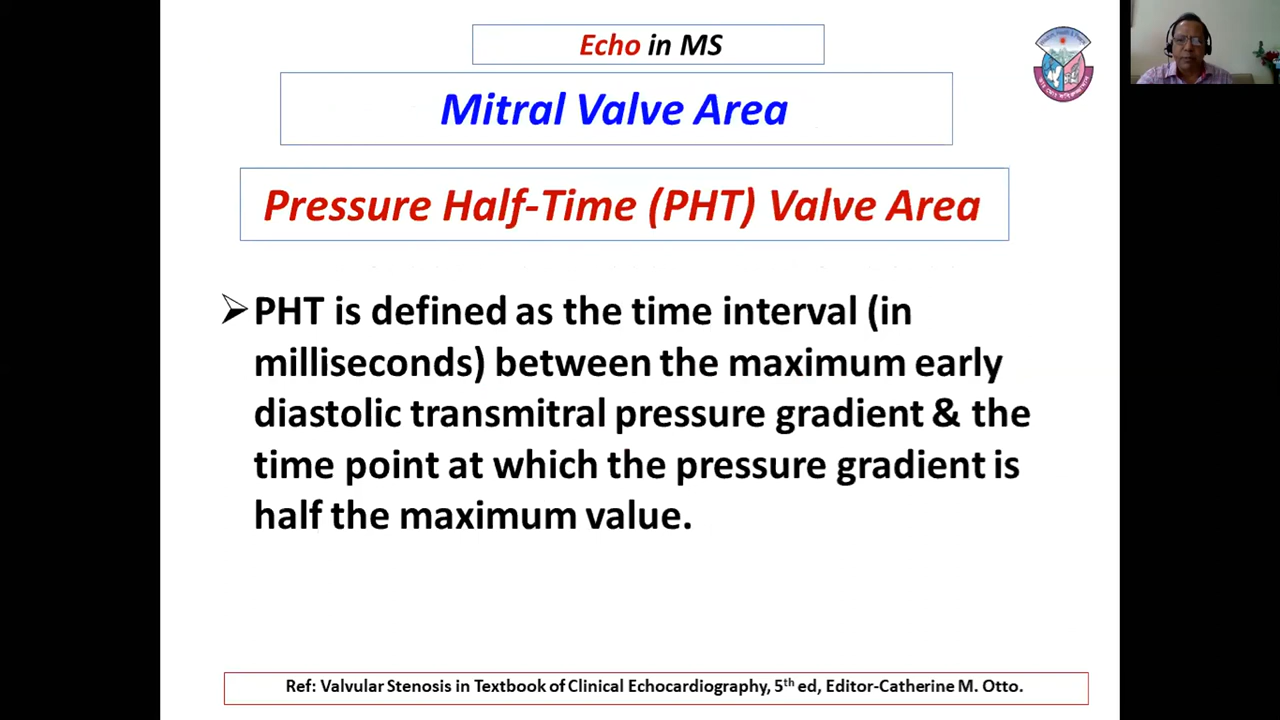 Echo in MS
Mitral Valve Area
Pressure Half-Time (PHT) Valve Area
➢PHT is defined as the time interval (in
milliseconds) between the maximum early
diastolic transmitral pressure gradient & the
time point at which the pressure gradient is
half the maximum value.
Ref: Valvular Stenosis in Textbook of Clinical Echocardiography, 5th ed, Editor-Catherine M. Otto.